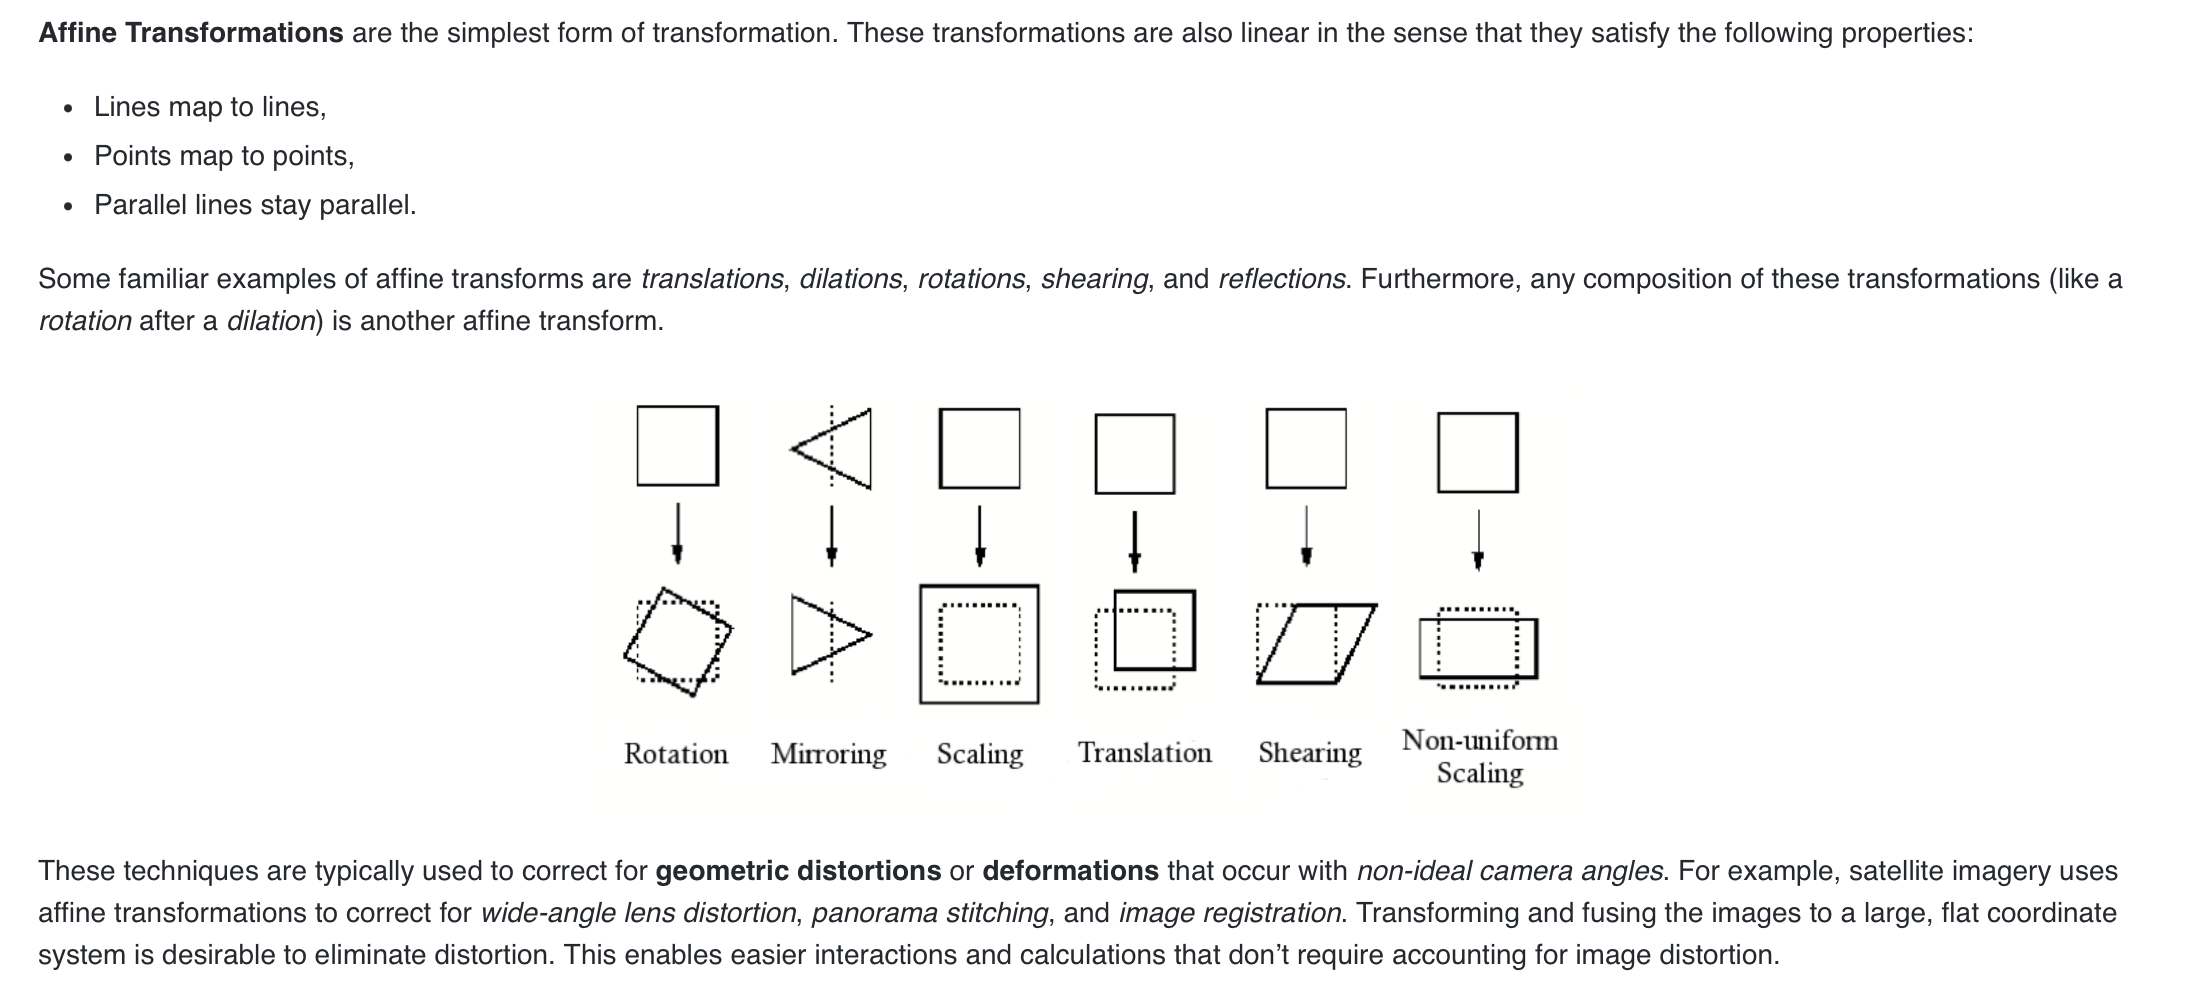 Affine Transformations are the simplest form of transformation. These transformations are also linear in the sense that they satisfy the following properties:
• Lines map to lines,
• Points map to points,
• Parallel lines stay parallel.
Some familiar examples of affine transforms are translations, dilations, rotations, shearing, and reflections. Furthermore, any composition of these transformations (like a
rotation after a dilation) is another affine transform.
Rotation Mirroring Scaling Translation Shearing Non-uniform
Scaling
These techniques are typically used to correct for geometric distortions or deformations that occur with non-ideal camera angles. For example, satellite imagery uses
affine transformations to correct for wide-angle lens distortion, panorama stitching, and image registration. Transforming and fusing the images to a large, flat coordinate
system is desirable to eliminate distortion. This enables easier interactions and calculations that don’t require accounting for image distortion.